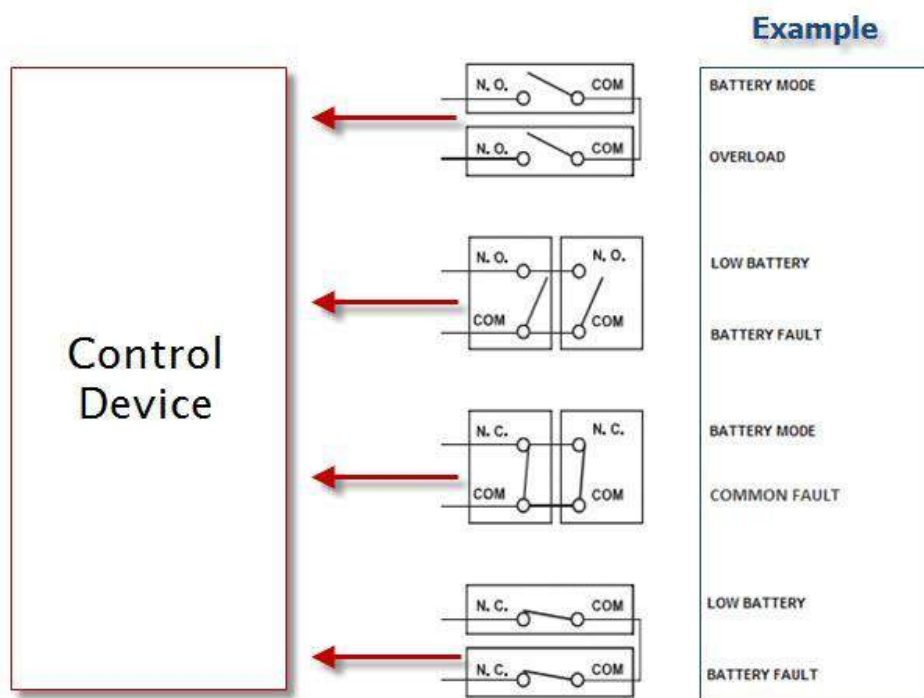 Example
N. O. COM BATTERY MODE
N. O. COM OVERLOAD
N. O. N. O. LOW BATTERY
COM COM BATTERY FAULT
Control
Device
N. C. N. C. BATTERY MODE
COM COM COMMON FAULT
N. C. COM LOW BATTERY
N. C. COM BATTERY FAULT